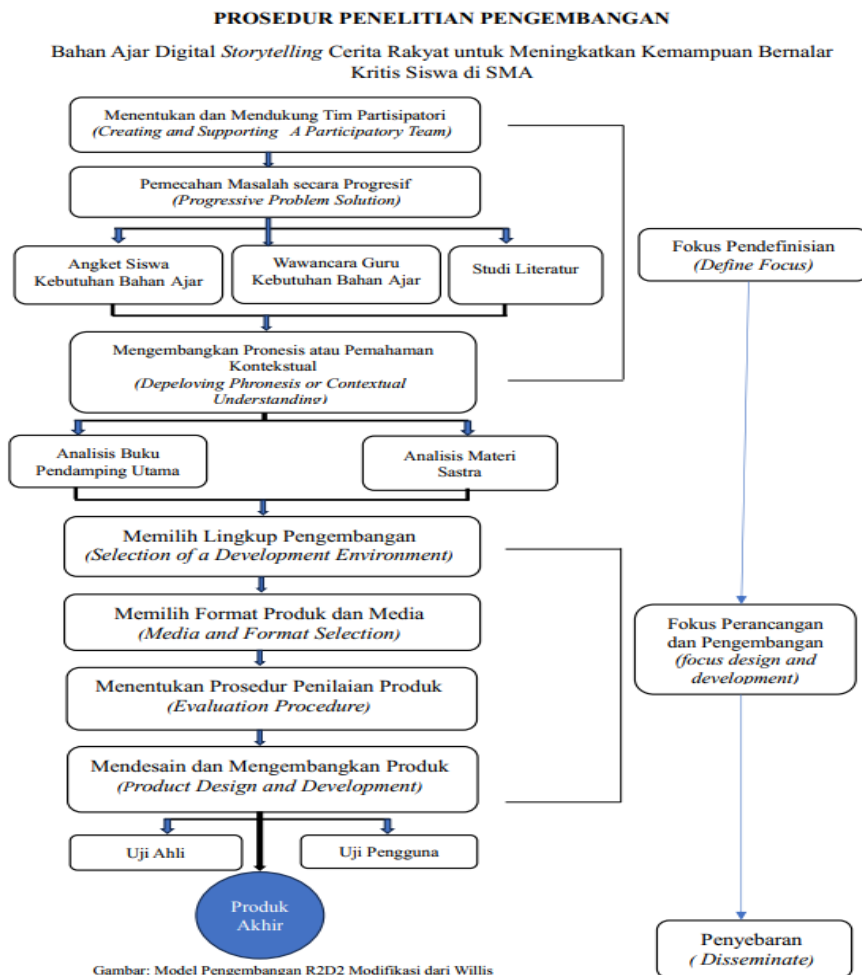 PROSEDUR PENELITIAN PENGEMBANGAN
Bahan Ajar Digital Storytelling Cerita Rakyat untuk Meningkatkan Kemampuan Bernalar
Kritis Siswa di SMA
Menentukan dan Mendukung Tim Partisipatori
(Creating and Supporting A Participatory Team)
Pemecahan Masalah secara Progresif
(Progressive Problem Solution)
Angket Siswa
Kebutuhan Bahan Ajar
Wawancara Guru
Kebutuhan Bahan Ajar
Studi Literatur
Fokus Pendefinisian
(Define Focus)
Mengembangkan Pronesis atau Pemahaman
Kontekstual
(Depeloving Phronesis or Contextual
Understanding)
Analisis Buku
Pendamping Utama
Analisis Materi
Sastra
Memilih Lingkup Pengembangan
(Selection of a Development Environment)
Memilih Format Produk dan Media
(Media and Format Selection)
Fokus Perancangan
dan Pengembangan
(focus design and
development)
Menentukan Prosedur Penilaian Produk
(Evaluation Procedure)
Mendesain dan Mengembangkan Produk
(Product Design and Development)
Uji Ahli
Uji Pengguna
Produk
Akhir
Penyebaran
( Disseminate)
Gambar: Model Pengembangan R2D2 Modifikasi dari Willis